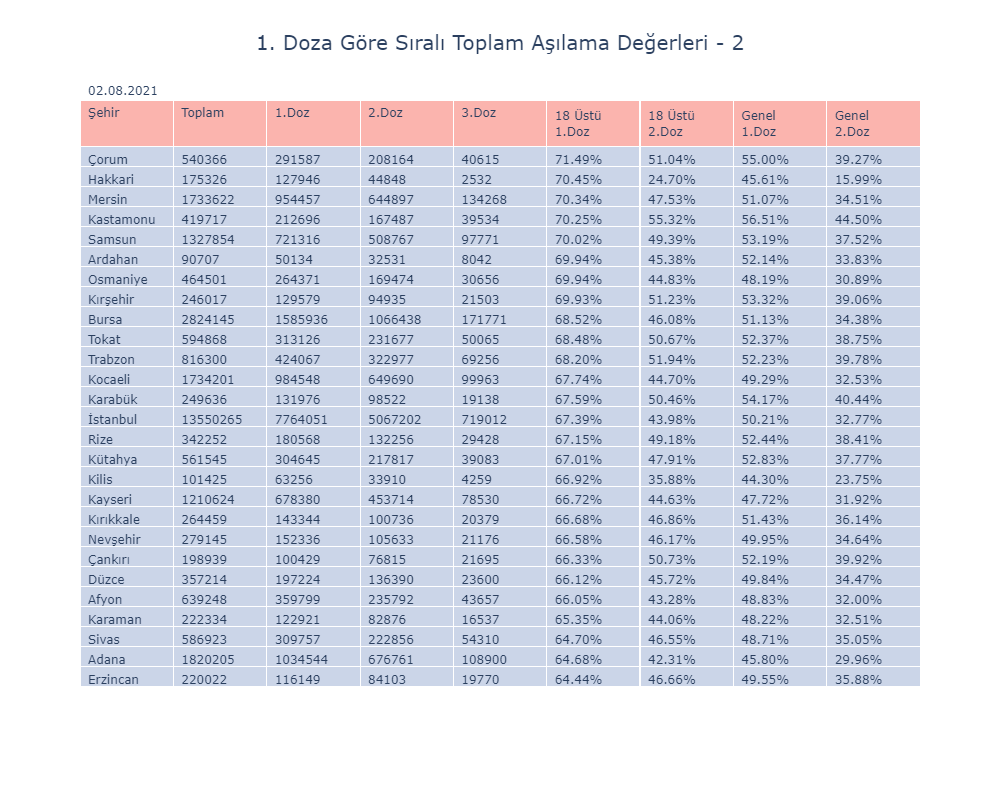 1. Doza Göre Sıralı Toplam Aşılama Değerleri - 2
02.08.2021
Şehir Toplam 1.Doz 2.Doz 3.Doz 18 Üstü 1.Doz 18 Üstü 2.Doz Genel 1.Doz Genel 2.Doz
Çorum 540366 291587 208164 40615 71.49% 51.04% 55.00% 39.27%
Hakkari 175326 127946 44848 2532 70.45% 24.70% 45.61% 15.99%
Mersin 1733622 954457 644897 134268 70.34% 47.53% 51.07% 34.51%
Kastamonu 419717 212696 167487 39534 70.25% 55.32% 56.51% 44.50%
Samsun 1327854 721316 508767 97771 70.02% 49.39% 53.19% 37.52%
Ardahan 90707 50134 32531 8042 69.94% 45.38% 52.14% 33.83%
Osmaniye 464501 264371 169474 30656 69.94% 44.83% 48.19% 30.89%
Kırşehir 246017 129579 94935 21503 69.93% 51.23% 53.32% 39.06%
Bursa 2824145 1585936 1066438 171771 68.52% 46.08% 51.13% 34.38%
Tokat 594868 313126 231677 50065 68.48% 50.67% 52.37% 38.75%
Trabzon 816300 424067 322977 69256 68.20% 51.94% 52.23% 39.78%
Kocaeli 1734201 984548 649690 99963 67.74% 44.70% 49.29% 32.53%
Karabük 249636 131976 98522 19138 67.59% 50.46% 54.17% 40.44%
İstanbul 13550265 7764051 5067202 719012 67.39% 43.98% 50.21% 32.77%
Rize 342252 180568 132256 29428 67.15% 49.18% 52.44% 38.41%
Kütahya 561545 304645 217817 39083 67.01% 47.91% 52.83% 37.77%
Kilis 101425 63256 33910 4259 66.92% 35.88% 44.30% 23.75%
Kayseri 1210624 678380 453714 78530 66.72% 44.63% 47.72% 31.92%
Kırıkkale 264459 143344 100736 20379 66.68% 46.86% 51.43% 36.14%
Nevşehir 279145 152336 105633 21176 66.58% 46.17% 49.95% 34.64%
Çankırı 198939 100429 76815 21695 66.33% 50.73% 52.19% 39.92%
Düzce 357214 197224 136390 23600 66.12% 45.72% 49.84% 34.47%
Afyon 639248 359799 235792 43657 66.05% 43.28% 48.83% 32.00%
Karaman 222334 122921 82876 16537 65.35% 44.06% 48.22% 32.51%
Sivas 586923 309757 222856 54310 64.70% 46.55% 48.71% 35.05%
Adana 1820205 1034544 676761 108900 64.68% 42.31% 45.80% 29.96%
Erzincan 220022 116149 84103 19770 64.44% 46.66% 49.55% 35.88%